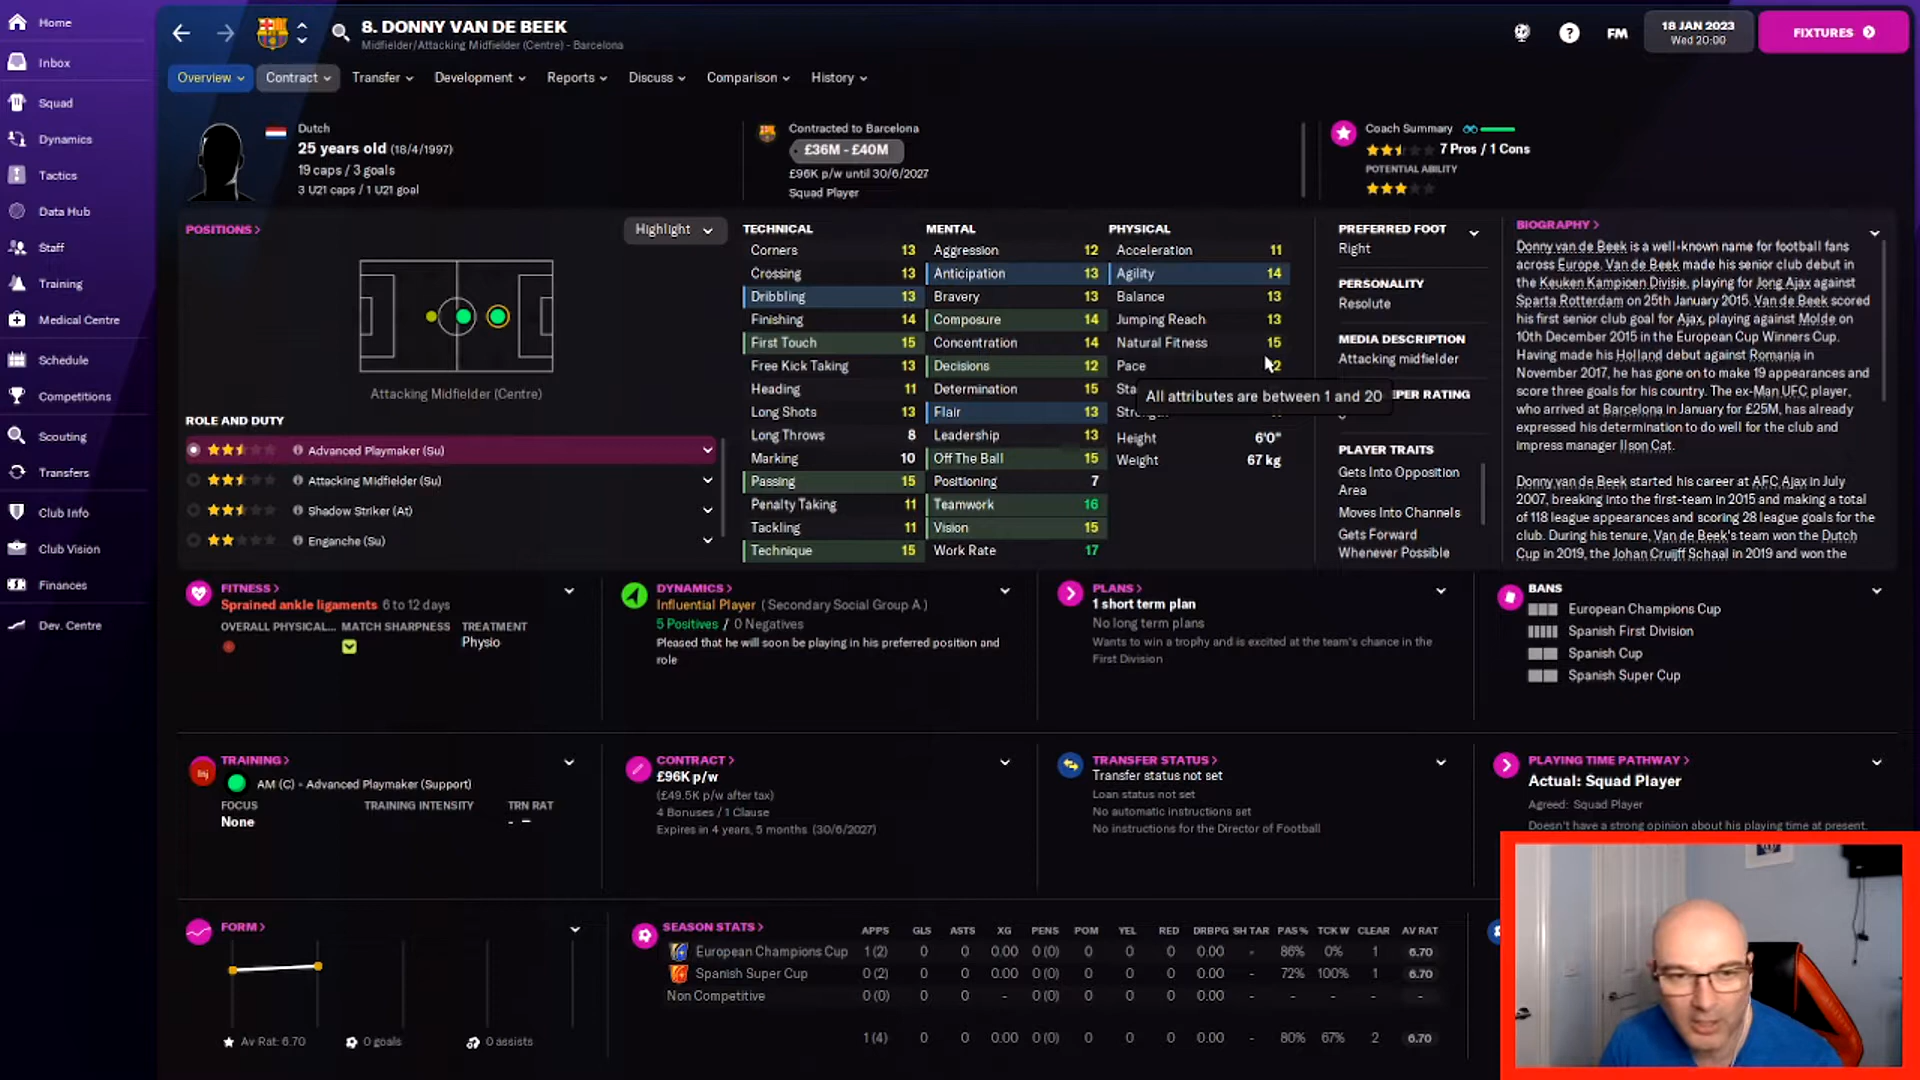 Home
Inbox
Squad
Dynamics
Tactics
Data Hub
Staff
Training
Medical Centre
Schedule
Competitions
Scouting
Transfers
Club Info
Club Vision
Finances
Dev. Centre
8. DONNY VAN DE BEEK
Midfielder/Attacking Midfielder (Centre) - Barcelona
FM
18 JAN 2023
Wed 20:00
FIXTURES
Overview Contract Transfer Development Reports Discuss Comparison History
Dutch
25 years old (18/4/1997)
19 caps / 3 goals
3 U21 caps / 1 U21 goal
Contracted to Barcelona
£36M - £40M
£96K p/w until 30/6/2027
Squad Player
Coach Summary
7 Pros / 1 Cons
POTENTIAL ABILITY
POSITIONS >
Highlight
Attacking Midfielder (Centre)
ROLE AND DUTY
Advanced Playmaker (Su)
Attacking Midfielder (Su)
Shadow Striker (At)
Enganche (Su)
TECHNICAL
Corners 13
Crossing 13
Dribbling 13
Finishing 14
First Touch 15
Free Kick Taking 13
Heading 11
Long Shots 13
Long Throws 8
Marking 10
Passing 15
Penalty Taking 11
Tackling 11
Technique 15
MENTAL
Aggression 12
Anticipation 13
Bravery 13
Composure 14
Concentration 14
Decisions 12
Determination 15
Flair 13
Leadership 13
Off The Ball 15
Positioning 7
Teamwork 16
Vision 15
Work Rate 17
PHYSICAL
Acceleration 11
Agility 14
Balance 13
Jumping Reach 13
Natural Fitness 15
Pace
All attributes are between 1 and 20
Height 6'0"
Weight 67 kg
PREFERRED FOOT
Right
PERSONALITY
Resolute
MEDIA DESCRIPTION
Attacking midfielder
RATING
PLAYER TRAITS
Gets Into Opposition
Area
Moves Into Channels
Gets Forward
Whenever Possible
BIOGRAPHY >
Donny van de Beek is a well-known name for football fans
across Europe. Van de Beek made his senior club debut in
the Keuken Kampioen Divisie, playing for Jong Ajax against
Sparta Rotterdam on 25th January 2015. Van de Beek scored
his first senior club goal for Ajax, playing against Molde on
10th December 2015 in the European Cup Winners Cup.
Having made his Holland debut against Romania in
November 2017, he has gone on to make 19 appearances and
score three goals for his country. The ex-Man UFC player,
who arrived at Barcelona in January for £25M, has already
expressed his determination to do well for the club and
impress manager Ilson Cat.
Donny van de Beek started his career at AFC Ajax in July
2007, breaking into the first-team in 2015 and making a total
of 118 league appearances and scoring 28 league goals for the
club. During his tenure, Van de Beek's team won the Dutch
Cup in 2019, the Johan Cruijff Schaal in 2019 and won the
FITNESS >
Sprained ankle ligaments 6 to 12 days
OVERALL PHYSICAL... MATCH SHARPNESS TREATMENT
Physio
DYNAMICS >
Influential Player (Secondary Social Group A)
5 Positives / 0 Negatives
Pleased that he will soon be playing in his preferred position and
role
PLANS >
1 short term plan
No long term plans
Wants to win a trophy and is excited at the team's chance in the
First Division
BANS
European Champions Cup
Spanish First Division
Spanish Cup
Spanish Super Cup
TRAINING >
Inj
AM (C) - Advanced Playmaker (Support)
FOCUS TRAINING INTENSITY TRN RAT
None - –
CONTRACT >
£96K p/w
(£49.5K p/w after tax)
4 Bonuses / 1 Clause
Expires in 4 years, 5 months (30/6/2027)
TRANSFER STATUS >
Transfer status not set
Loan status not set
No automatic instructions set
No instructions for the Director of Football
PLAYING TIME PATHWAY >
Actual: Squad Player
Agreed: Squad Player
Doesn't have a strong opinion about his playing time at present.
FORM >
Av Rat: 6.70 0 goals 0 assists
SEASON STATS > APPS GLS ASTS XG PENS POM YEL RED DRBPG SH TAR PAS % TCK W CLEAR AV RAT
European Champions Cup 1 (2) 0 0 0.00 0 (0) 0 0 0 0.00 - 86% 0% 1 6.70
Spanish Super Cup 0 (2) 0 0 0.00 0 (0) 0 0 0 0.00 - 72% 100% 1 6.70
Non Competitive 0 (0) 0 0 - 0 (0) 0 0 0 0.00 - - - - -
1 (4) 0 0 0.00 0 (0) 0 0 0 0.00 - 80% 67% 2 6.70